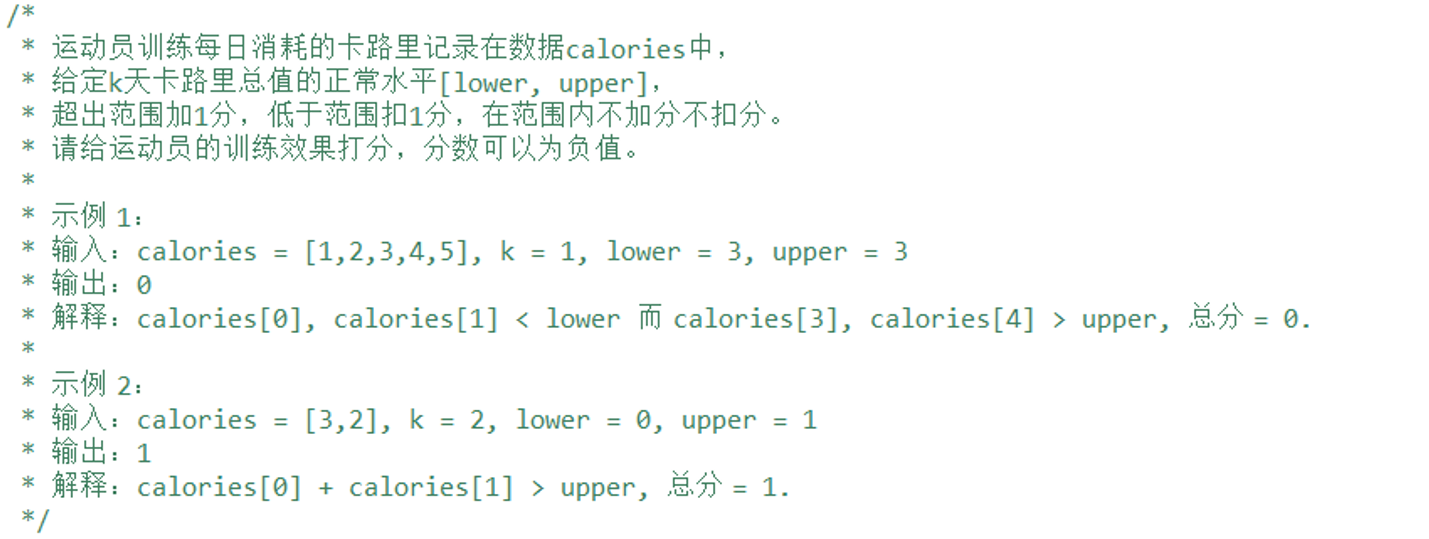 /*
* 运动员训练每日消耗的卡路里记录在数据calories中，
* 给定k天卡路里总值的正常水平[lower, upper]，
* 超出范围加1分，低于范围扣1分，在范围内不加分不扣分。
* 请给运动员的训练效果打分，分数可以为负值。
*
* 示例 1：
* 输入：calories = [1,2,3,4,5], k = 1, lower = 3, upper = 3
* 输出：0
* 解释：calories[0], calories[1] < lower 而 calories[3], calories[4] > upper, 总分 = 0.
*
* 示例 2：
* 输入：calories = [3,2], k = 2, lower = 0, upper = 1
* 输出：1
* 解释：calories[0] + calories[1] > upper, 总分 = 1.
*/